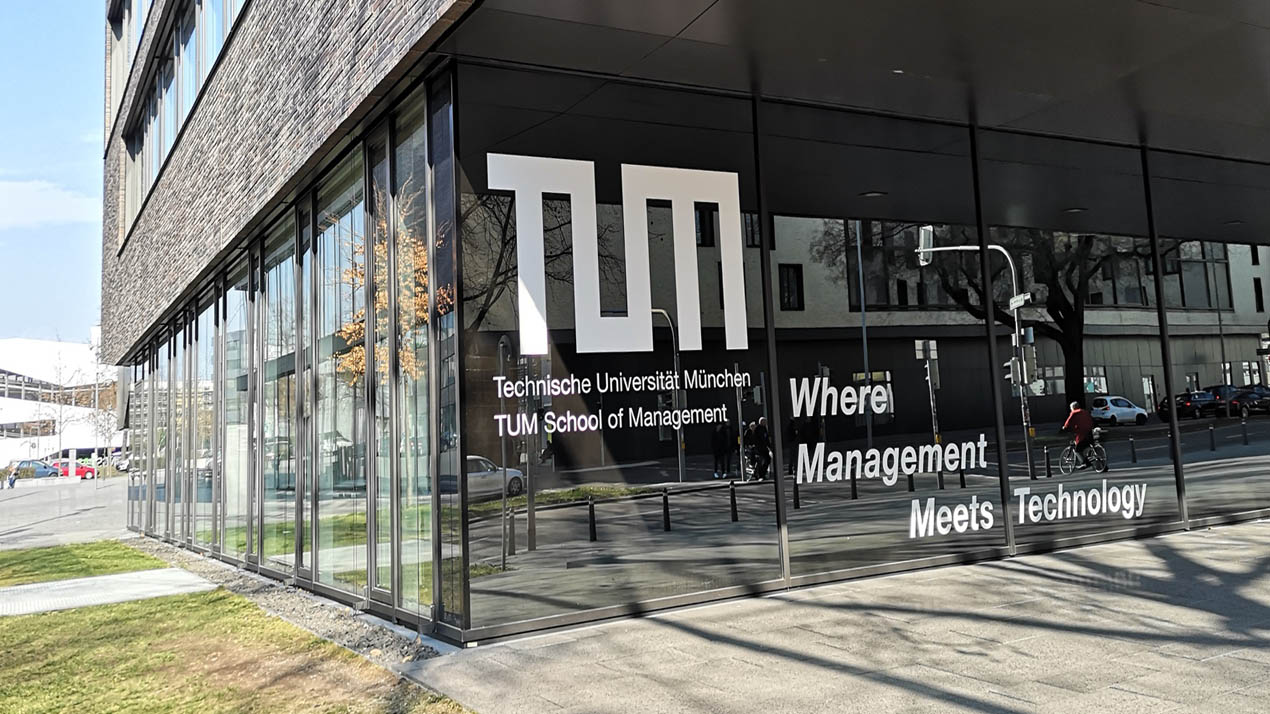 TUM
Technische Universität München
TUM School of Management
Where
Management
Meets Technology